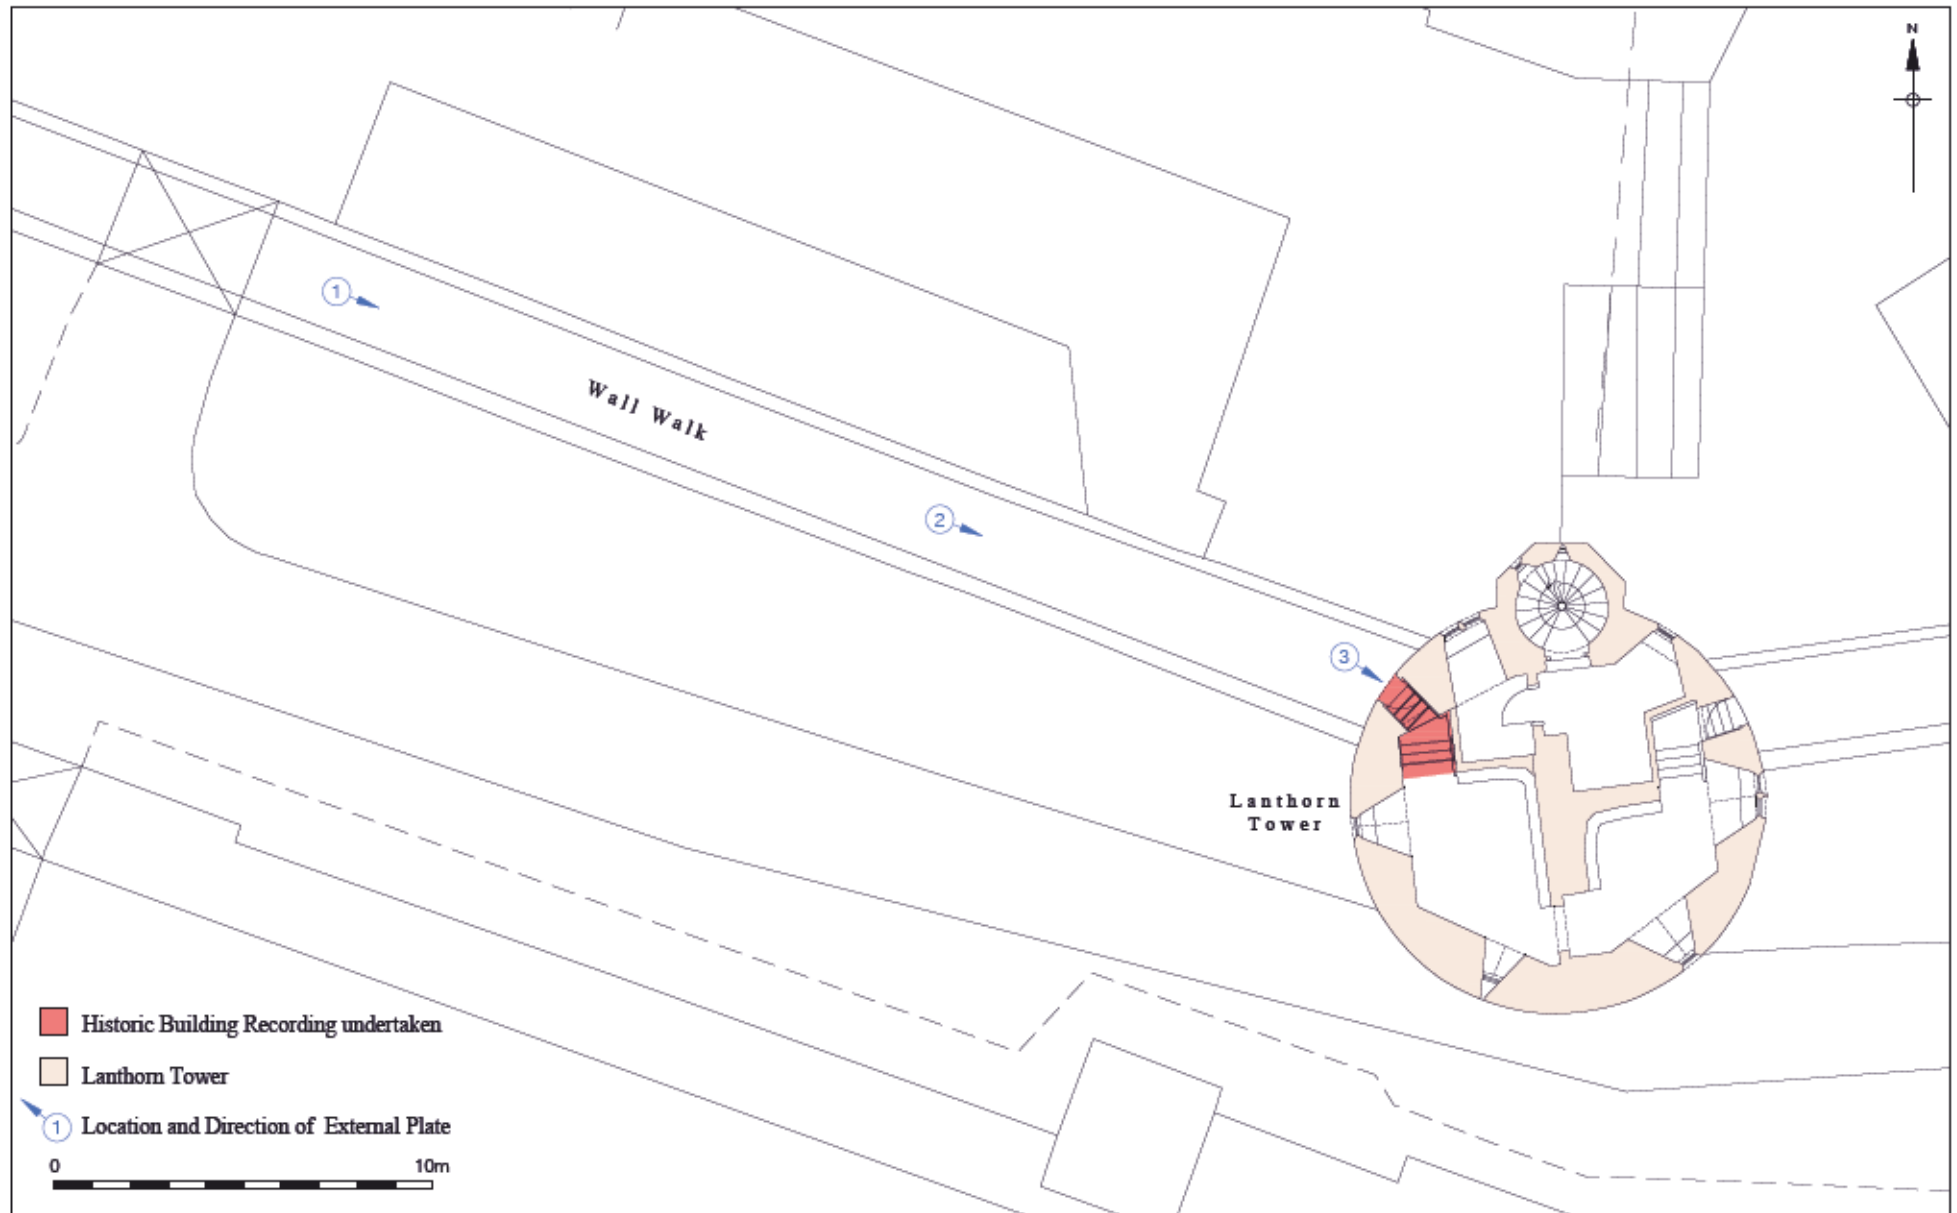 N
1
Wall Walk
2
3
Lanthorn
Tower
Historic Building Recording undertaken
Lanthorn Tower
1 Location and Direction of External Plate
0 10m